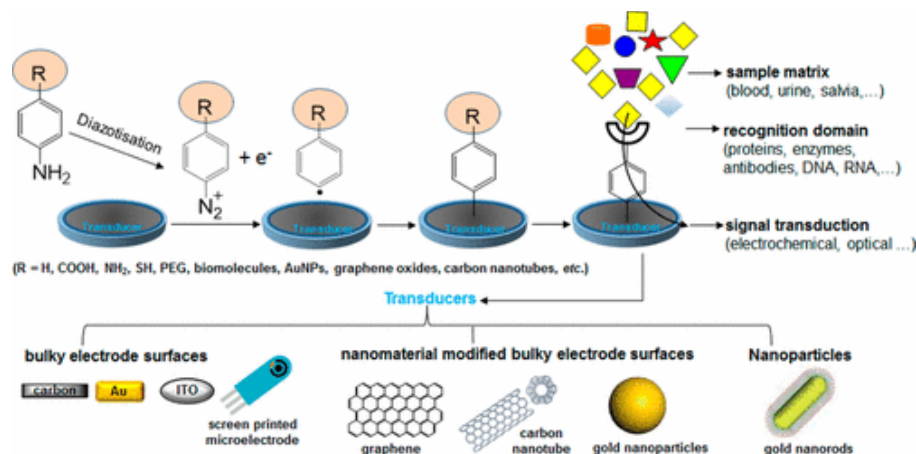 R
NH2
Diazotisation
R
N2+
+ e-
R
R
Transducer
Transducer
Transducer
Transducer
sample matrix
(blood, urine, salvia,...)
recognition domain
(proteins, enzymes,
antibodies, DNA, RNA,...)
signal transduction
(electrochemical, optical ...)
(R = H, COOH, NH2, SH, PEG, biomolecules, AuNPs, graphene oxides, carbon nanotubes, etc.)
Transducers
bulky electrode surfaces
carbon
Au
ITO
screen printed
microelectrode
nanomaterial modified bulky electrode surfaces
graphene
carbon
nanotube
gold nanoparticles
Nanoparticles
gold nanorods